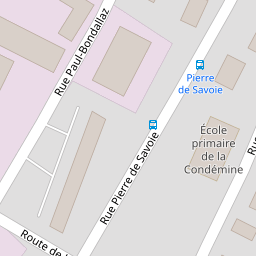 Rue Paul-Bondallaz
Pierre
de Savoie
École
primaire
de la
Condémine
Rue Pierre de Savoie
Route de